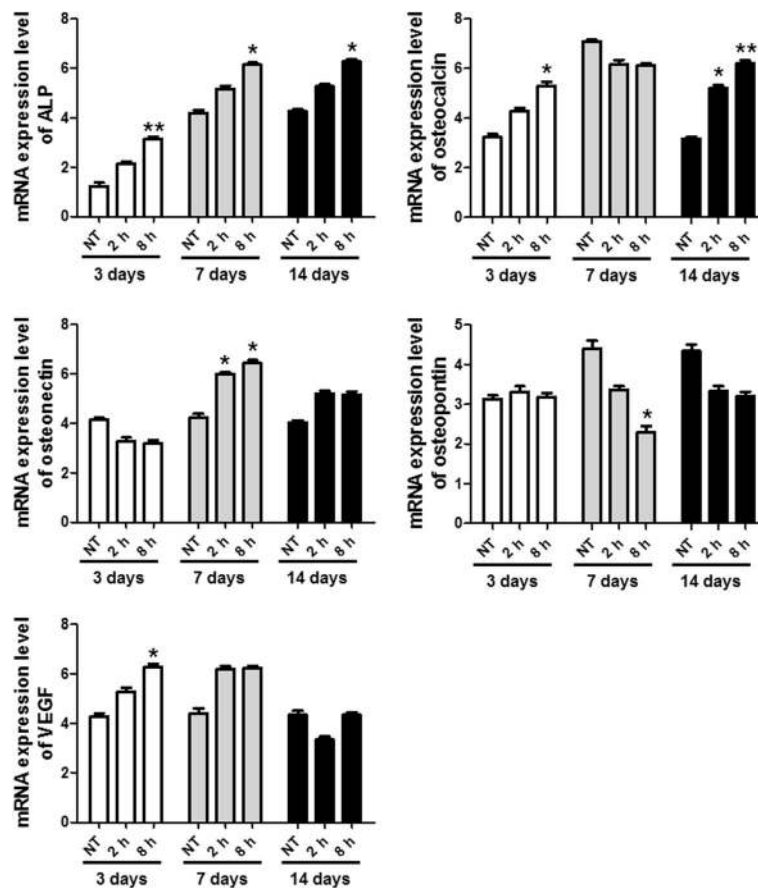 mRNA expression level
of ALP
8
6
4
2
0
**
*
*
NT 2 h 8 h NT 2 h 8 h NT 2 h 8 h
3 days 7 days 14 days
mRNA expression level
of osteocalcin
8
6
4
2
0
*
*
**
NT 2 h 8 h NT 2 h 8 h NT 2 h 8 h
3 days 7 days 14 days
mRNA expression level
of osteonectin
8
6
4
2
0
*
*
NT 2 h 8 h NT 2 h 8 h NT 2 h 8 h
3 days 7 days 14 days
mRNA expression level
of osteopontin
5
4
3
2
1
0
*
NT 2 h 8 h NT 2 h 8 h NT 2 h 8 h
3 days 7 days 14 days
mRNA expression level
of VEGF
8
6
4
2
0
*
NT 2 h 8 h NT 2 h 8 h NT 2 h 8 h
3 days 7 days 14 days